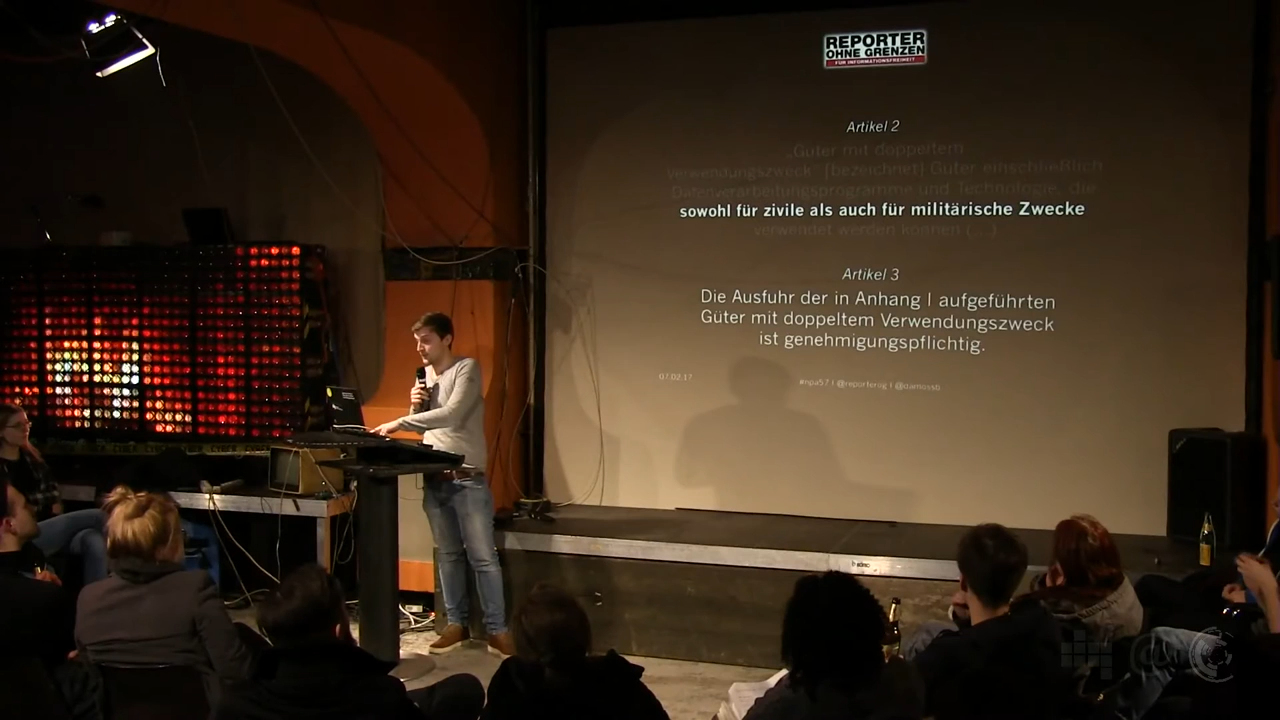 REPORTER
OHNE GRENZEN
FÜR INFORMATIONSFREIHEIT
Artikel 2
„Güter mit doppeltem
Verwendungszweck“ [bezeichnet] Güter einschließlich
Datenverarbeitungsprogramme und Technologie, die
sowohl für zivile als auch für militärische Zwecke
verwendet werden können (...)
Artikel 3
Die Ausfuhr der in Anhang I aufgeführten
Güter mit doppeltem Verwendungszweck
ist genehmigungspflichtig.
07.02.17
#npa57 | @reporterog | @damossb